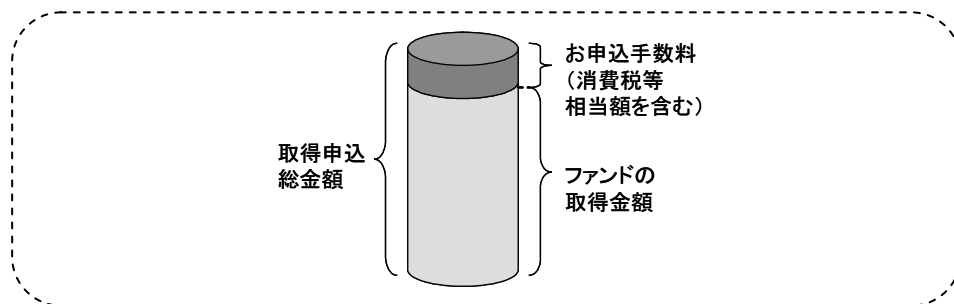 お申込手数料
(消費税等
相当額を含む)
取得申込
総金額
ファンドの
取得金額